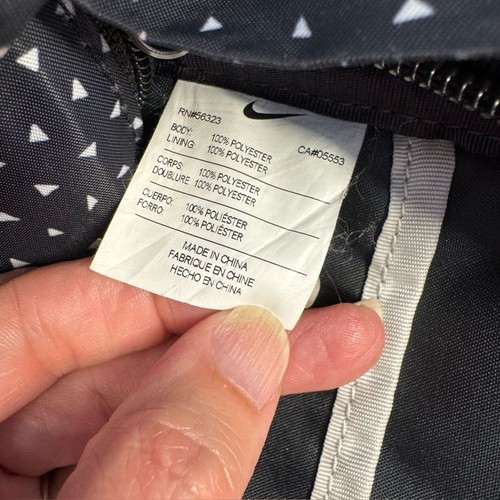 RN#56323
CA#05553
BODY: 100% POLYESTER
LINING: 100% POLYESTER
CORPS: 100% POLYESTER
DOUBLURE: 100% POLYESTER
CUERPO: 100% POLIÉSTER
FORRO: 100% POLIÉSTER
MADE IN CHINA
FABRIQUE EN CHINE
HECHO EN CHINA